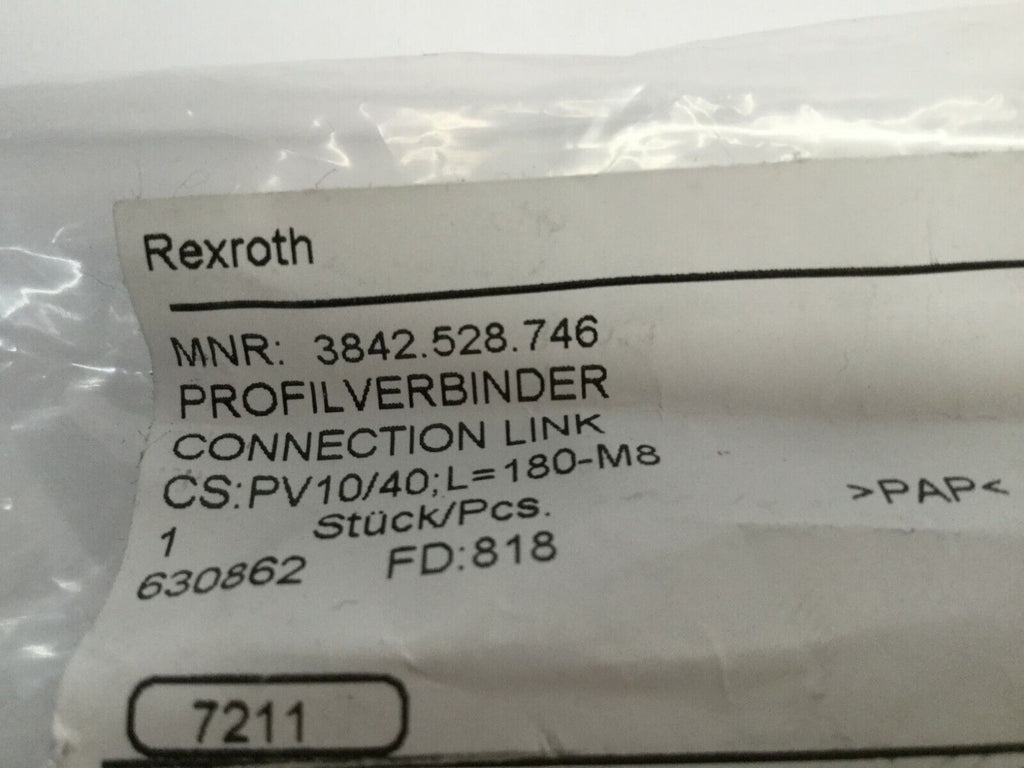 Rexroth
MNR: 3842.528.746
PROFILVERBINDER
CONNECTION LINK
CS:PV10/40;L=180-M8
1 Stück/Pcs.
>PAP<
630862 FD:818
7211